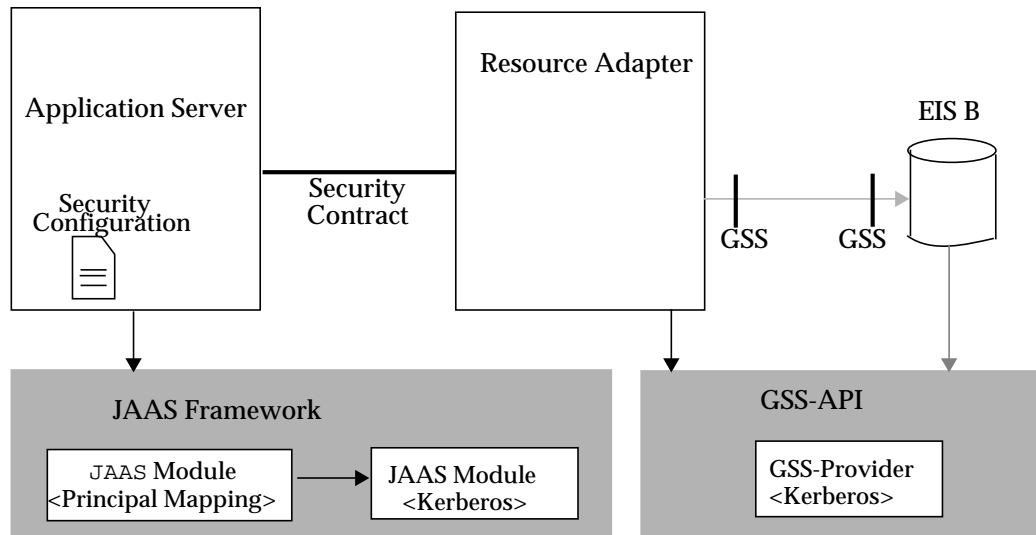 Resource Adapter
Application Server
EIS B
Security
Contract
Security
Configuration
GSS
GSS
JAAS Framework
GSS-API
JAAS Module
<Principal Mapping>
JAAS Module
<Kerberos>
GSS-Provider
<Kerberos>